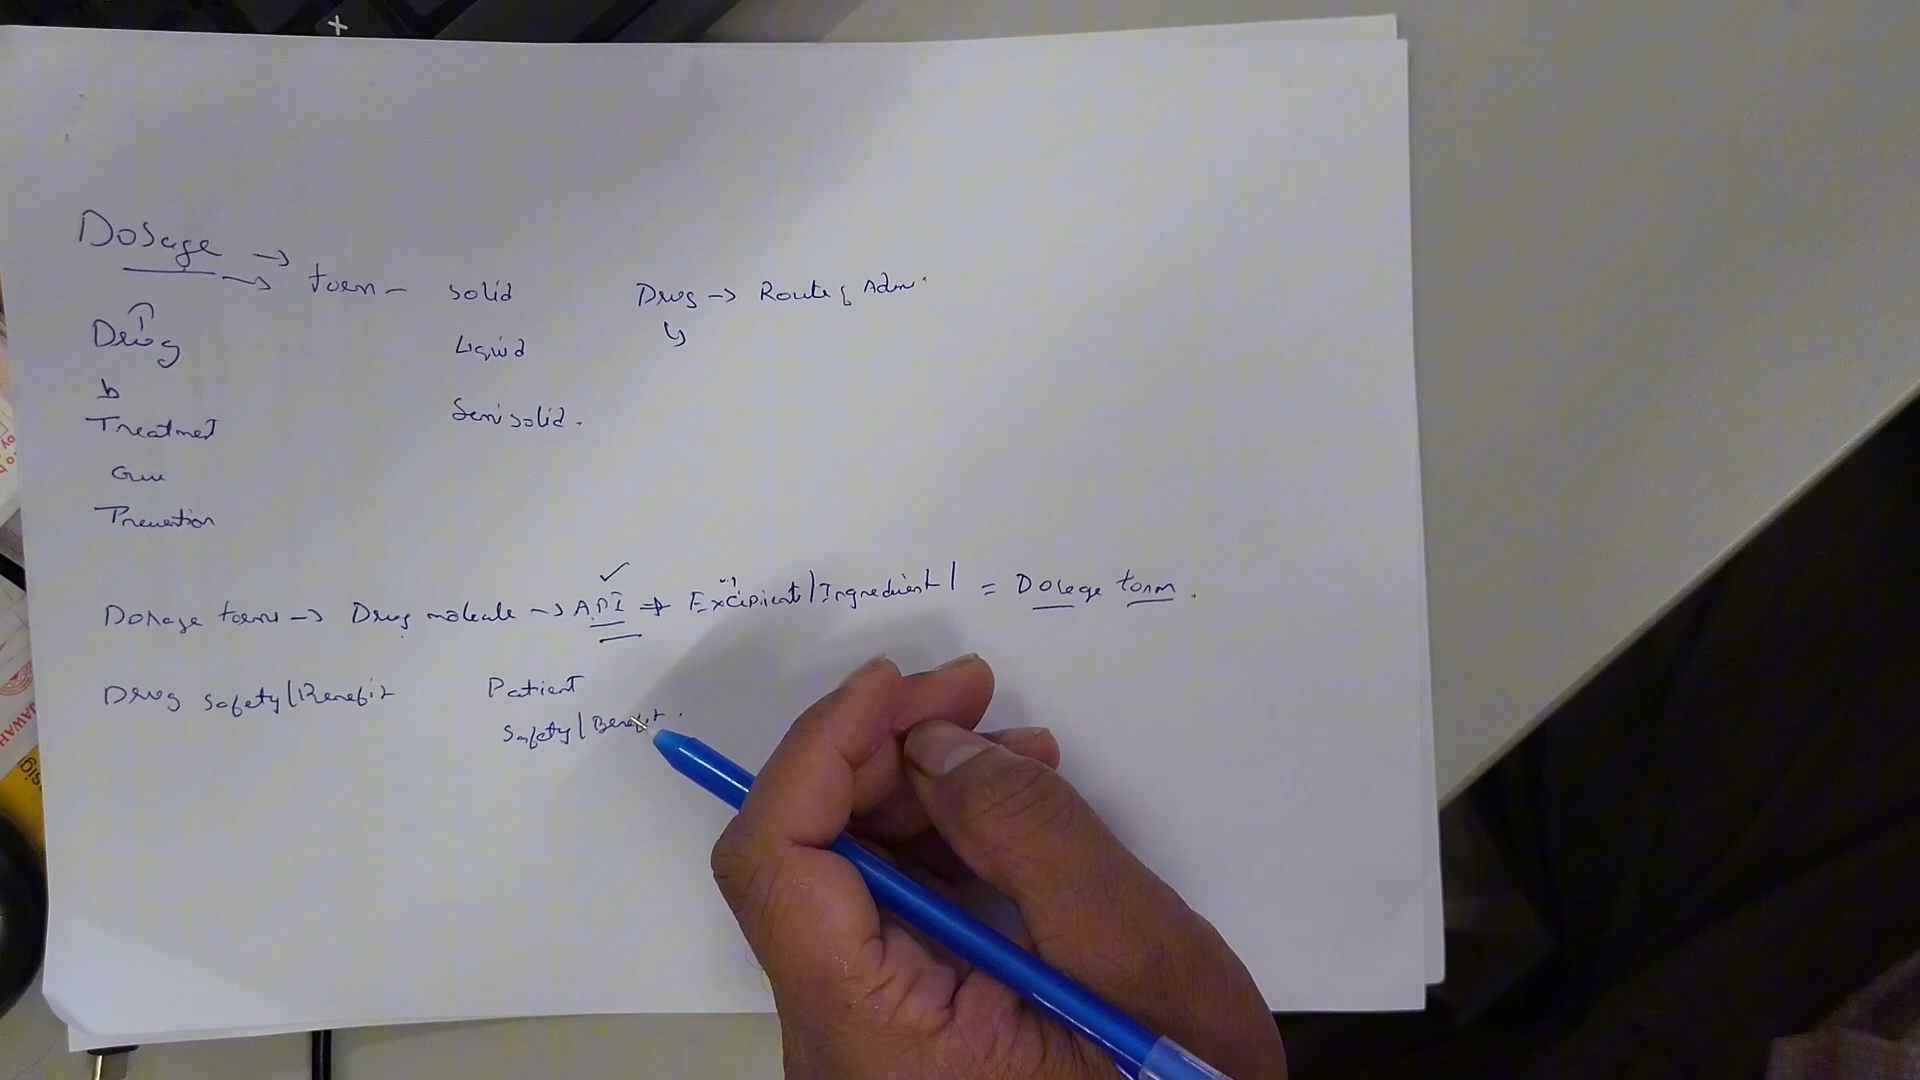 Dosage →
→ form – solid
Drug → Route of Adm.
Drug
Liquid
Semisolid.
Treatment
Cure
Prevention
Dosage form → Drug molecule → API + Excipient/Ingredient/ = Dosage form.
Drug safety/Benefit
Patient
Safety/Benefit.
JAWAH